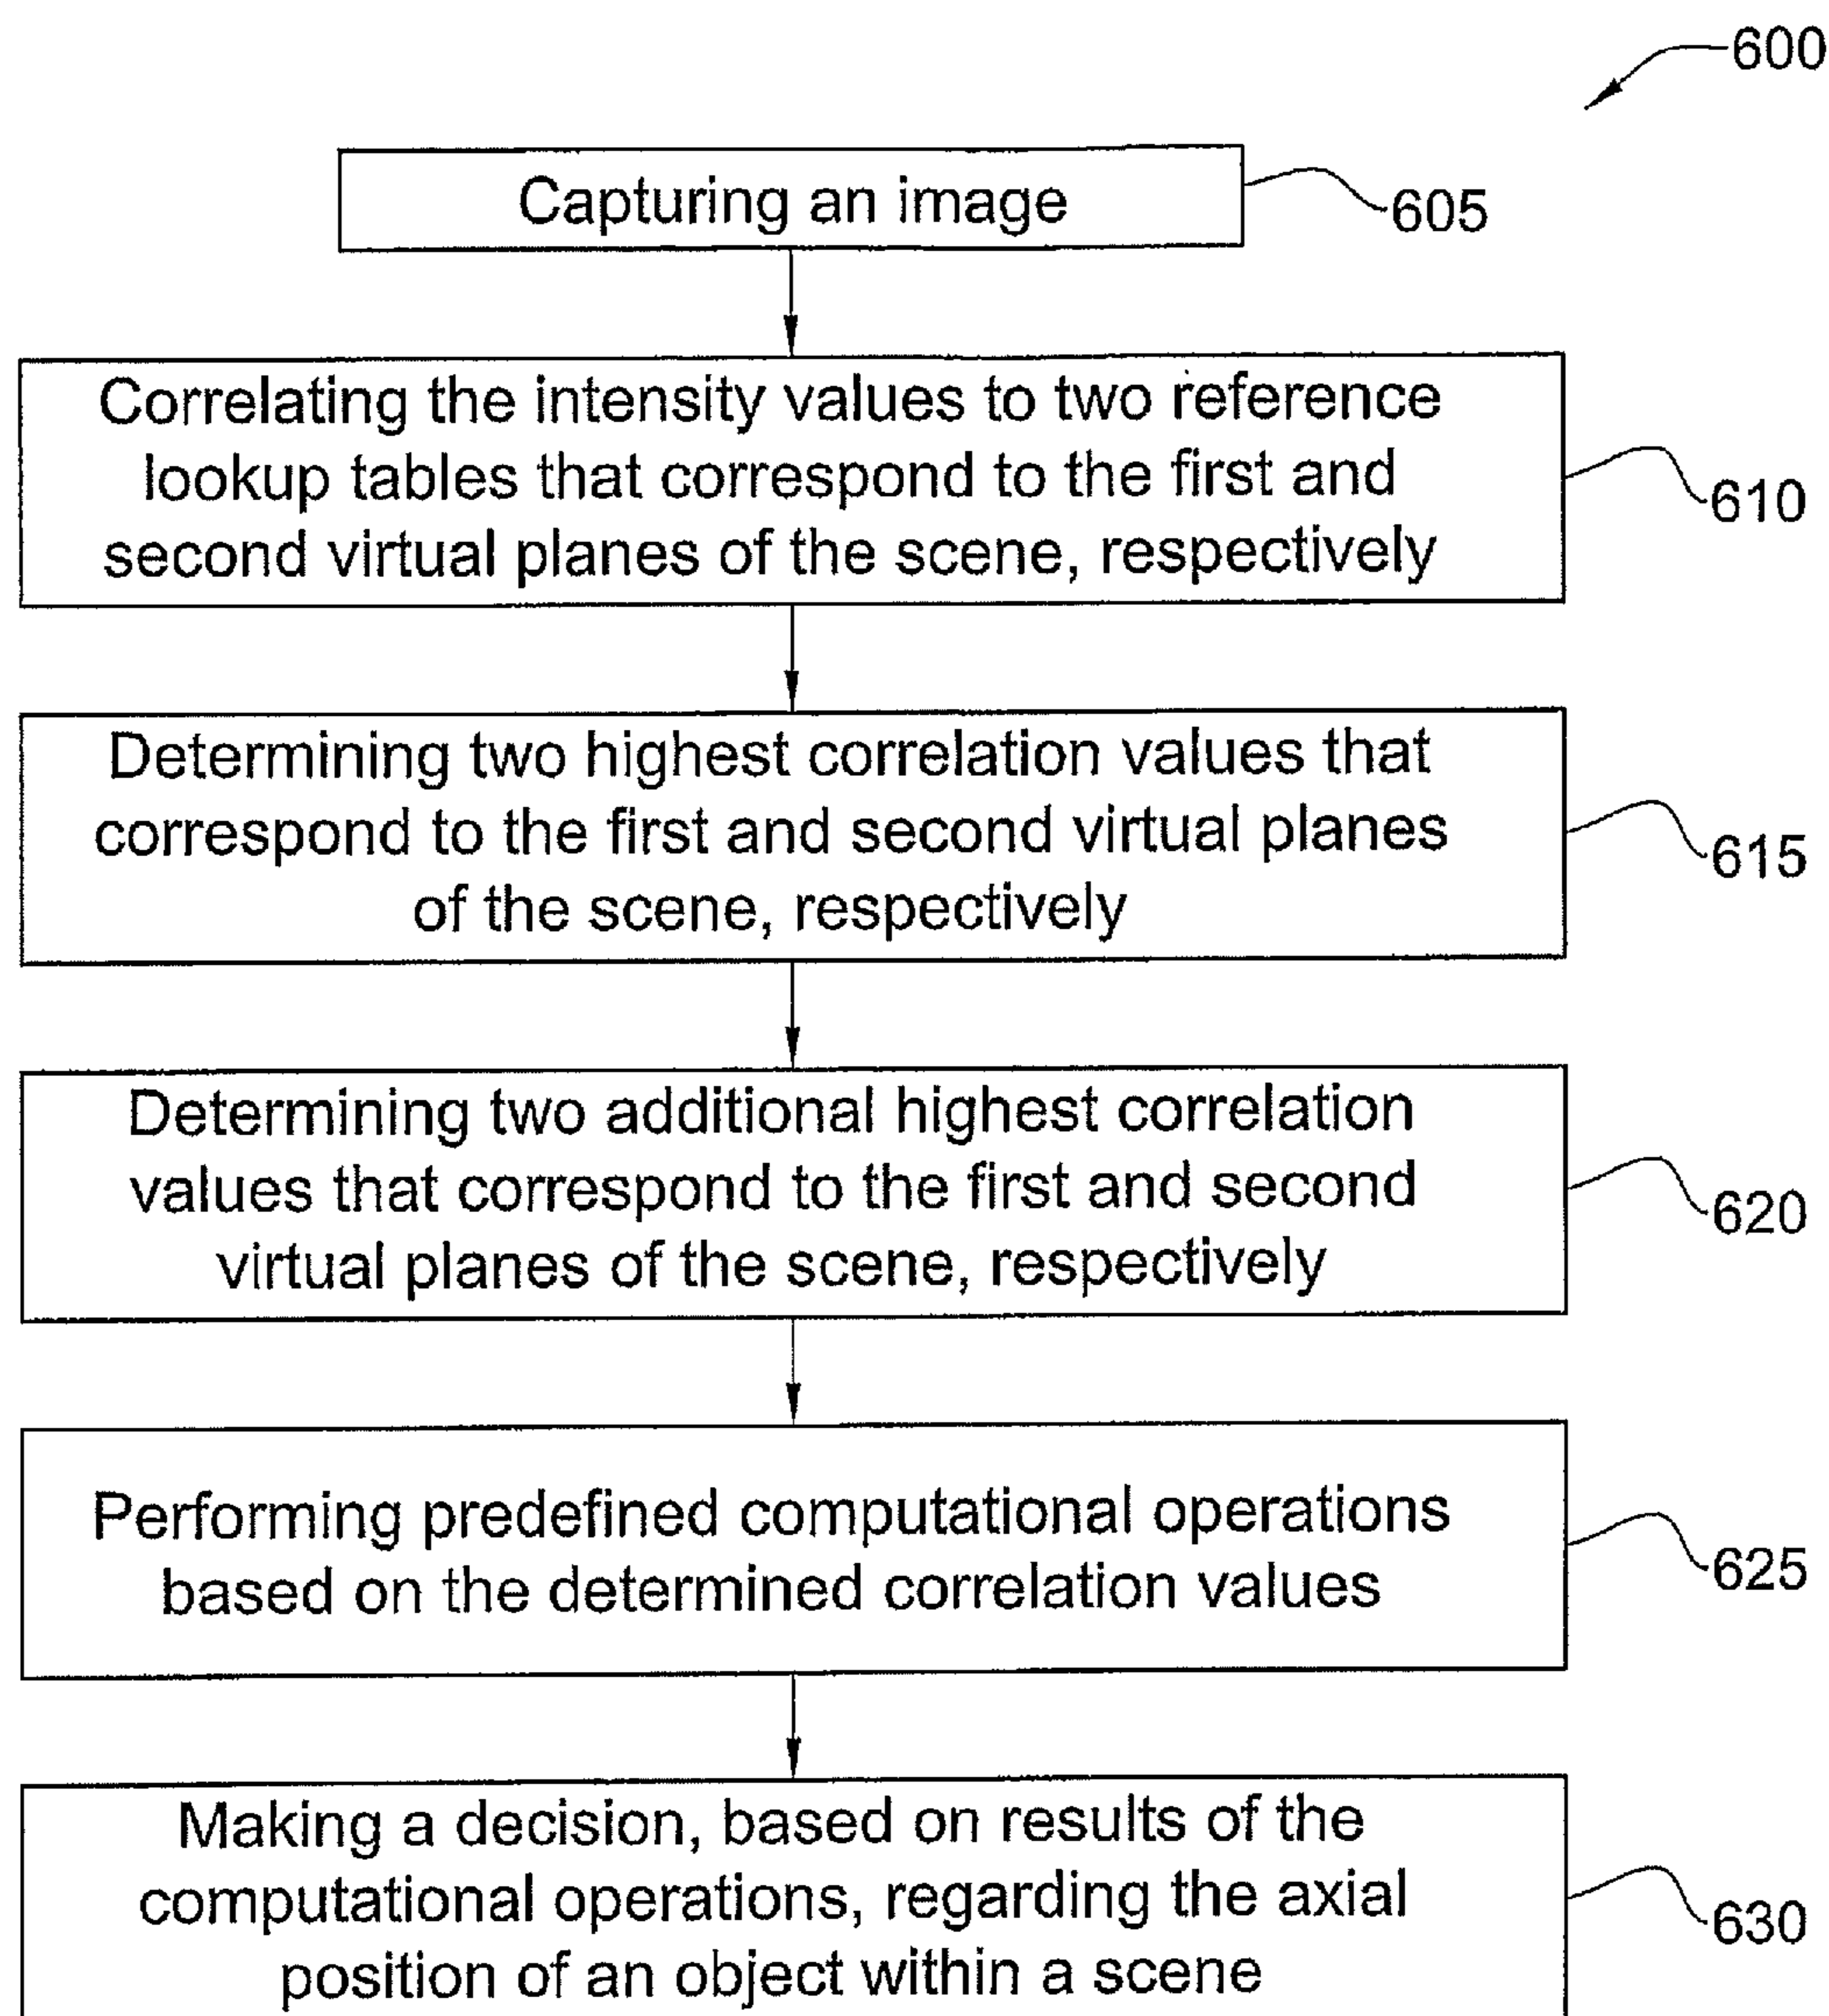 600
Capturing an image
605
Correlating the intensity values to two reference
lookup tables that correspond to the first and
second virtual planes of the scene, respectively
610
Determining two highest correlation values that
correspond to the first and second virtual planes
of the scene, respectively
615
Determining two additional highest correlation
values that correspond to the first and second
virtual planes of the scene, respectively
620
Performing predefined computational operations
based on the determined correlation values
625
Making a decision, based on results of the
computational operations, regarding the axial
position of an object within a scene
630